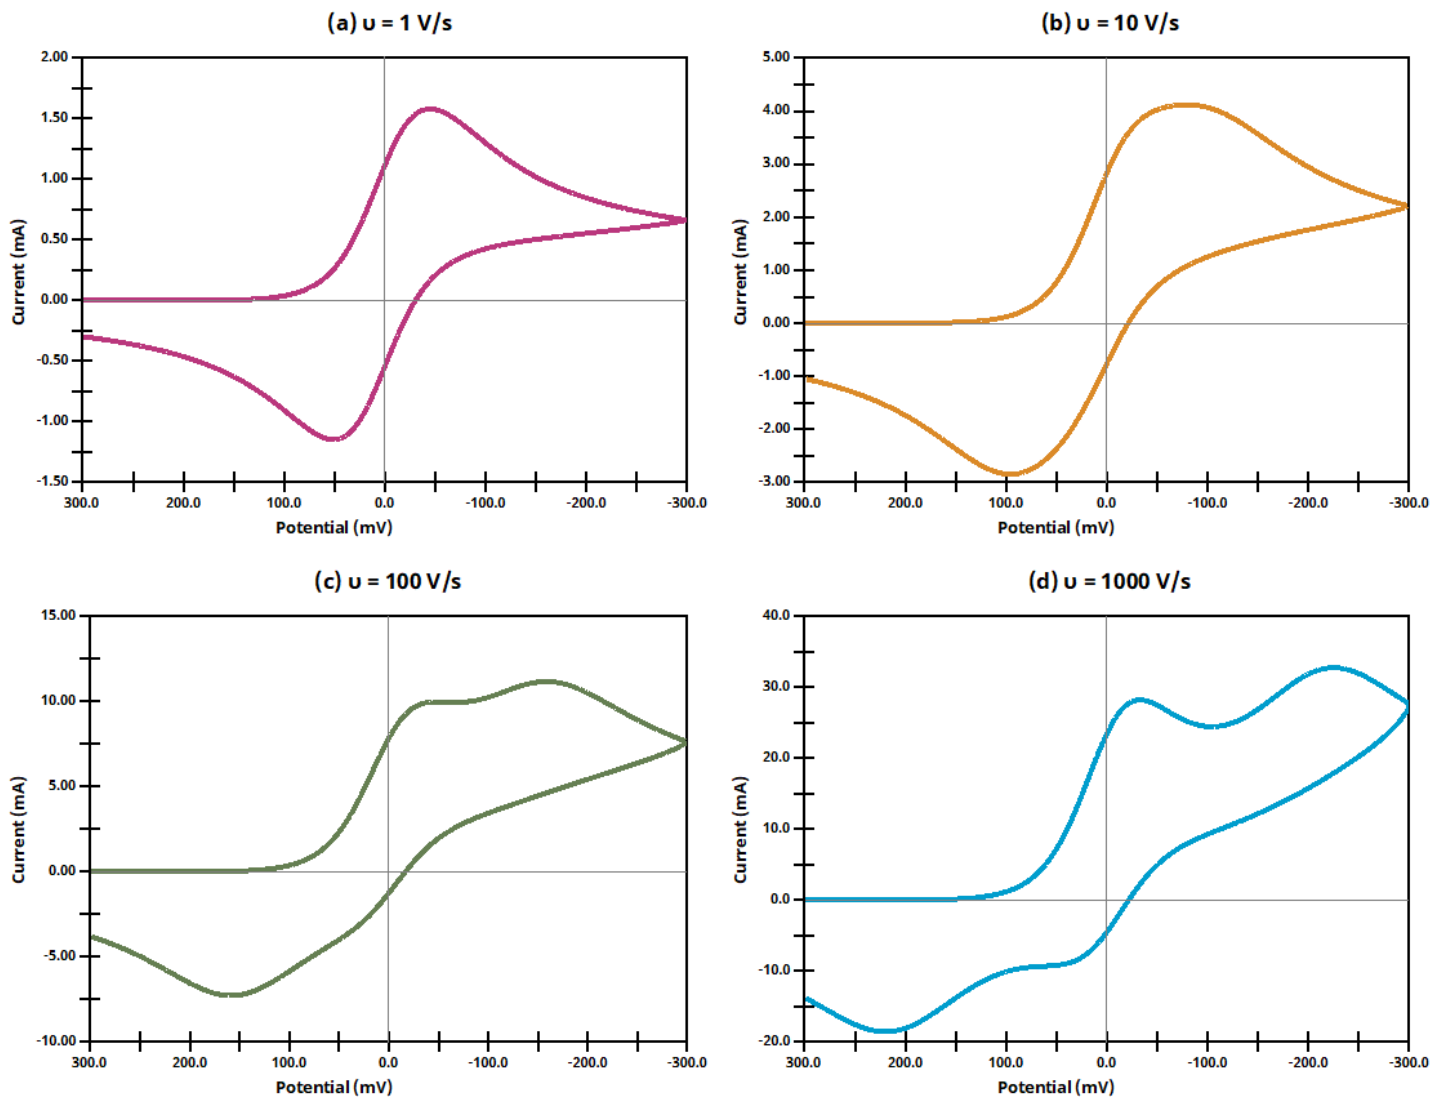 (a) υ = 1 V/s
2.00
1.50
1.00
0.50
0.00
-0.50
-1.00
-1.50
Current (mA)
300.0 200.0 100.0 0.0 -100.0 -200.0 -300.0
Potential (mV)
(b) υ = 10 V/s
5.00
4.00
3.00
2.00
1.00
0.00
-1.00
-2.00
-3.00
Current (mA)
300.0 200.0 100.0 0.0 -100.0 -200.0 -300.0
Potential (mV)
(c) υ = 100 V/s
15.00
10.00
5.00
0.00
-5.00
-10.00
Current (mA)
300.0 200.0 100.0 0.0 -100.0 -200.0 -300.0
Potential (mV)
(d) υ = 1000 V/s
40.0
30.0
20.0
10.0
0.0
-10.0
-20.0
Current (mA)
300.0 200.0 100.0 0.0 -100.0 -200.0 -300.0
Potential (mV)